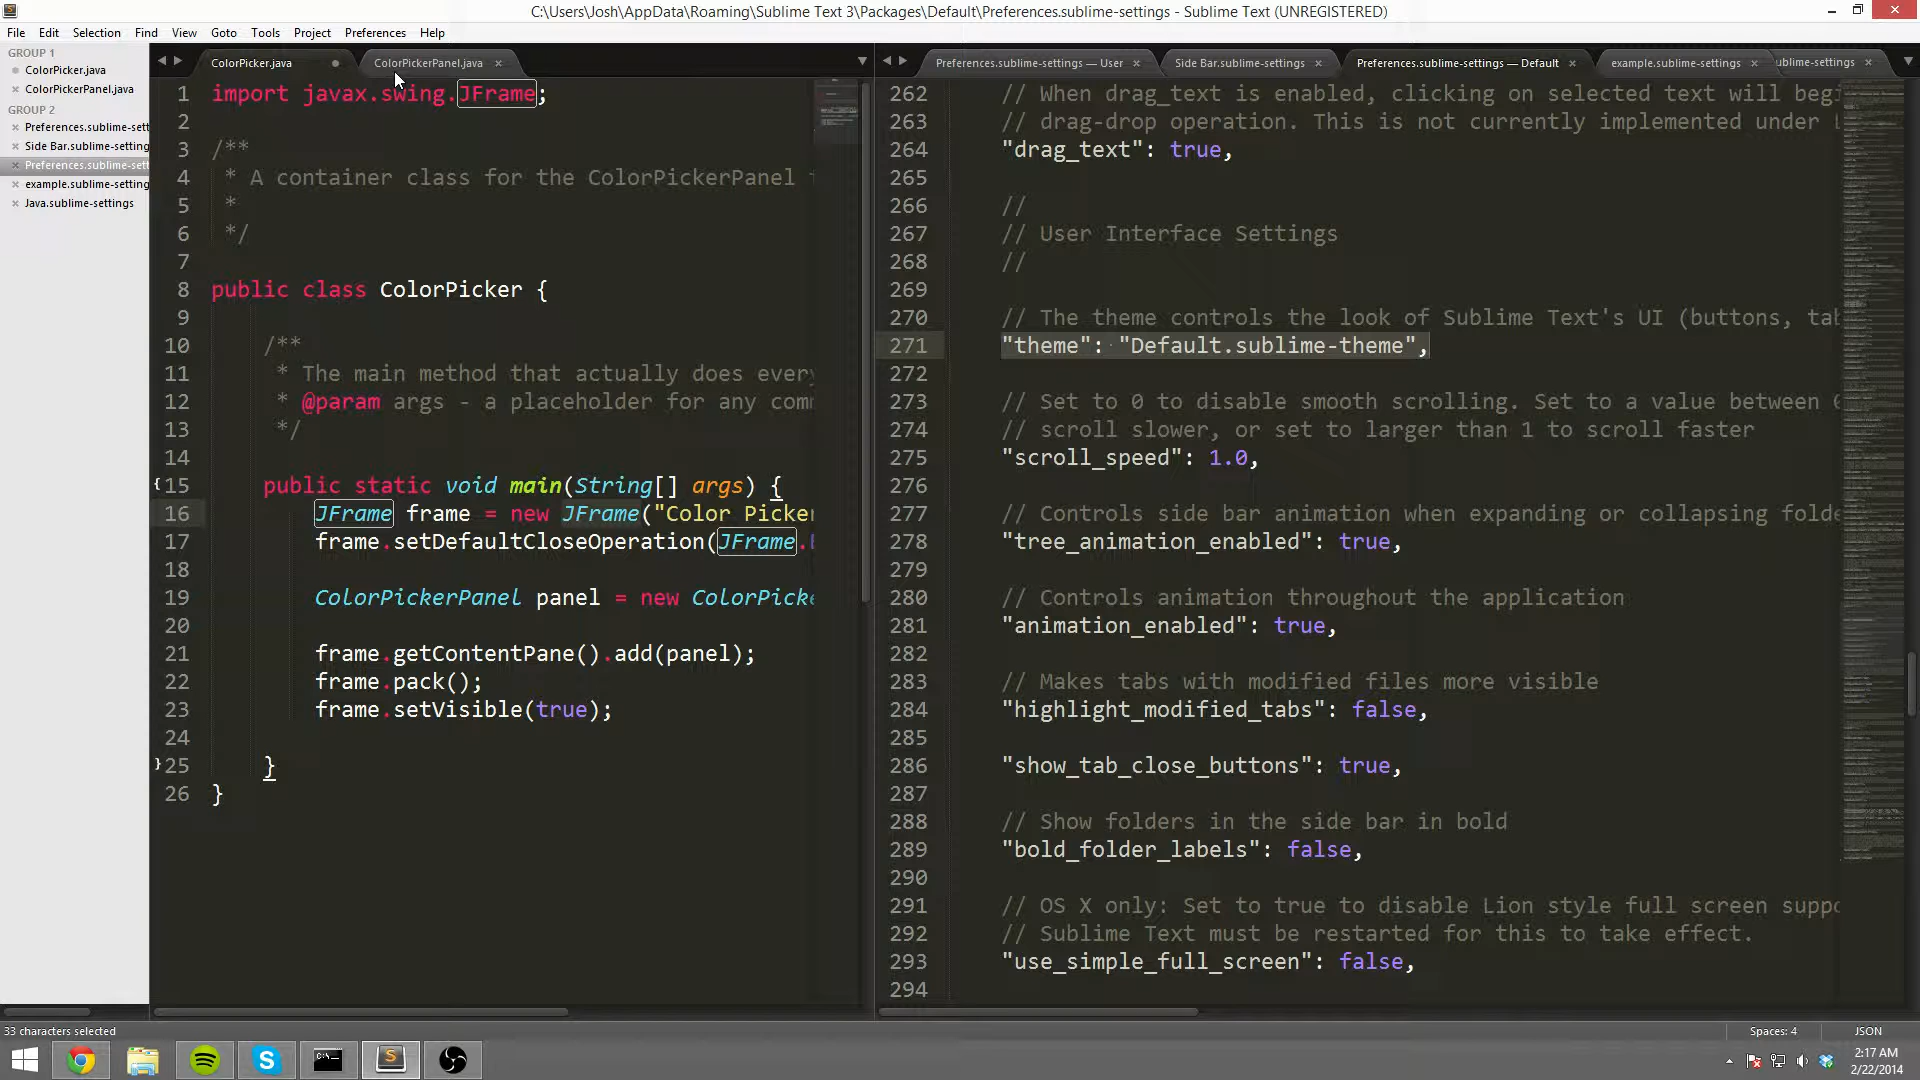 C:\Users\Josh\AppData\Roaming\Sublime Text 3\Packages\Default\Preferences.sublime-settings - Sublime Text (UNREGISTERED)
File Edit Selection Find View Goto Tools Project Preferences Help
GROUP 1
ColorPicker.java
ColorPickerPanel.java
GROUP 2
Preferences.sublime-sett
Side Bar.sublime-setting
Preferences.sublime-sett
example.sublime-setting
Java.sublime-settings
ColorPicker.java ColorPickerPanel.java
1 import javax.swing.JFrame;
2
3 /**
4 * A container class for the ColorPickerPanel
5 *
6 */
7
8 public class ColorPicker {
9
10 /**
11 * The main method that actually does every
12 * @param args - a placeholder for any com
13 */
14
15 public static void main(String[] args) {
16 JFrame frame = new JFrame("Color Picker
17 frame.setDefaultCloseOperation(JFrame.
18
19 ColorPickerPanel panel = new ColorPicke
20
21 frame.getContentPane().add(panel);
22 frame.pack();
23 frame.setVisible(true);
24
25 }
26 }
Preferences.sublime-settings — User Side Bar.sublime-settings Preferences.sublime-settings — Default example.sublime-settings ublime-settings
262 // When drag_text is enabled, clicking on selected text will begi
263 // drag-drop operation. This is not currently implemented under
264 "drag_text": true,
265
266 //
267 // User Interface Settings
268 //
269
270 // The theme controls the look of Sublime Text's UI (buttons, tab
271 "theme": "Default.sublime-theme",
272
273 // Set to 0 to disable smooth scrolling. Set to a value between 0
274 // scroll slower, or set to larger than 1 to scroll faster
275 "scroll_speed": 1.0,
276
277 // Controls side bar animation when expanding or collapsing folde
278 "tree_animation_enabled": true,
279
280 // Controls animation throughout the application
281 "animation_enabled": true,
282
283 // Makes tabs with modified files more visible
284 "highlight_modified_tabs": false,
285
286 "show_tab_close_buttons": true,
287
288 // Show folders in the side bar in bold
289 "bold_folder_labels": false,
290
291 // OS X only: Set to true to disable Lion style full screen suppo
292 // Sublime Text must be restarted for this to take effect.
293 "use_simple_full_screen": false,
294
33 characters selected
Spaces: 4 JSON
2:17 AM
2/22/2014